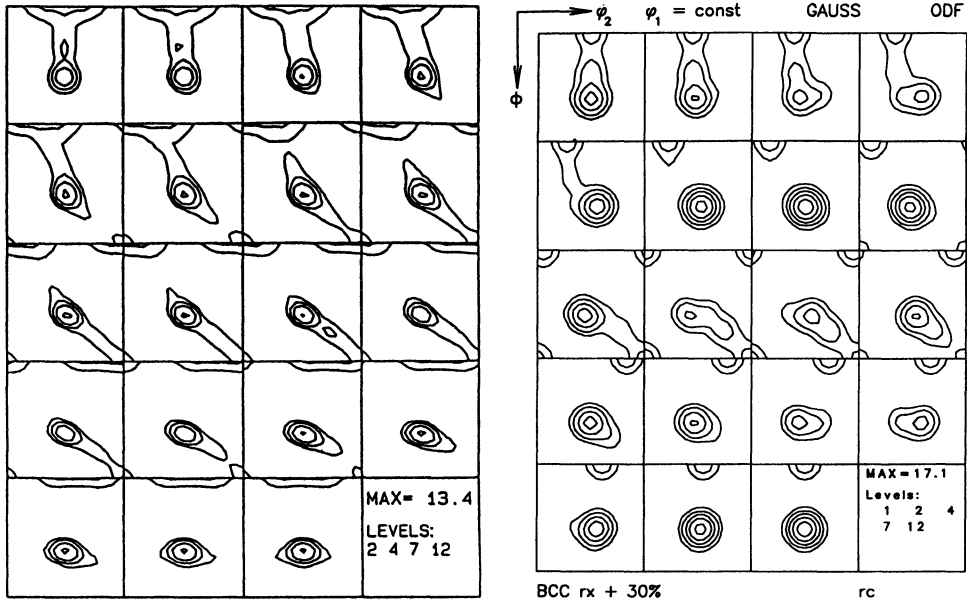 φ̇₂ φ₁ = const GAUSS ODF
ϕ
MAX= 13.4
LEVELS:
2 4 7 12
MAX=17.1
Levels:
1 2 4
7 12
BCC rx + 30% rc